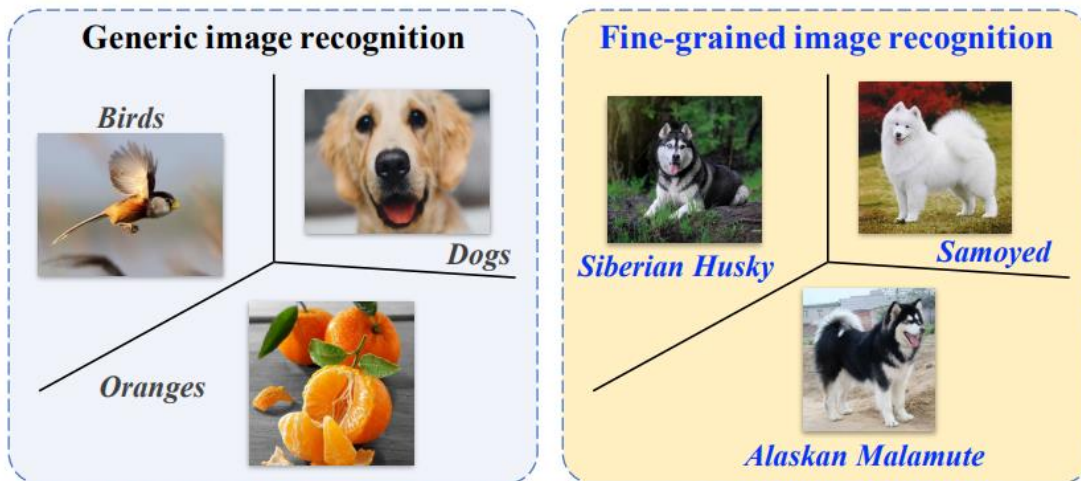 Generic image recognition
Birds
Dogs
Oranges
Fine-grained image recognition
Siberian Husky
Samoyed
Alaskan Malamute